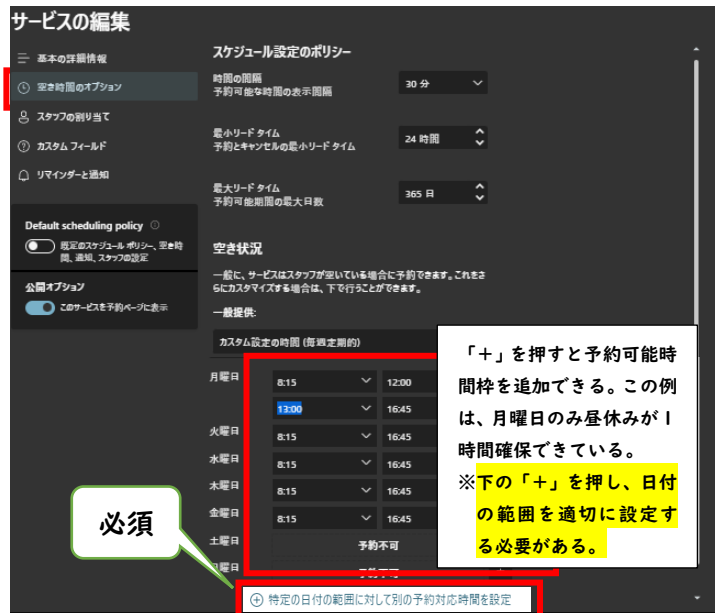 サービスの編集
基本の詳細情報
空き時間のオプション
スタッフの割り当て
カスタム フィールド
リマインダーと通知
Default scheduling policy
既定のスケジュール ポリシー、空き時
間、通知、スタッフの設定
公開オプション
このサービスを予約ページに表示
スケジュール設定のポリシー
時間の間隔
予約可能な時間の表示間隔
30 分
最小リード タイム
予約とキャンセルの最小リード タイム
24 時間
最大リード タイム
予約可能期間の最大日数
365 日
空き状況
一般に、サービスはスタッフが空いている場合に予約できます。これをさ
らにカスタマイズする場合は、下で行うことができます。
一般提供:
カスタム設定の時間 (毎週定期的)
月曜日 8:15 12:00
13:00 16:45
火曜日 8:15 16:45
水曜日 8:15 16:45
木曜日 8:15 16:45
金曜日 8:15 16:45
土曜日 予約不可
特定の日付の範囲に対して別の予約対応時間を設定
必須
「+」を押すと予約可能時
間枠を追加できる。この例
は、月曜日のみ昼休みが1
時間確保できている。
※下の「+」を押し、日付
の範囲を適切に設定す
る必要がある。